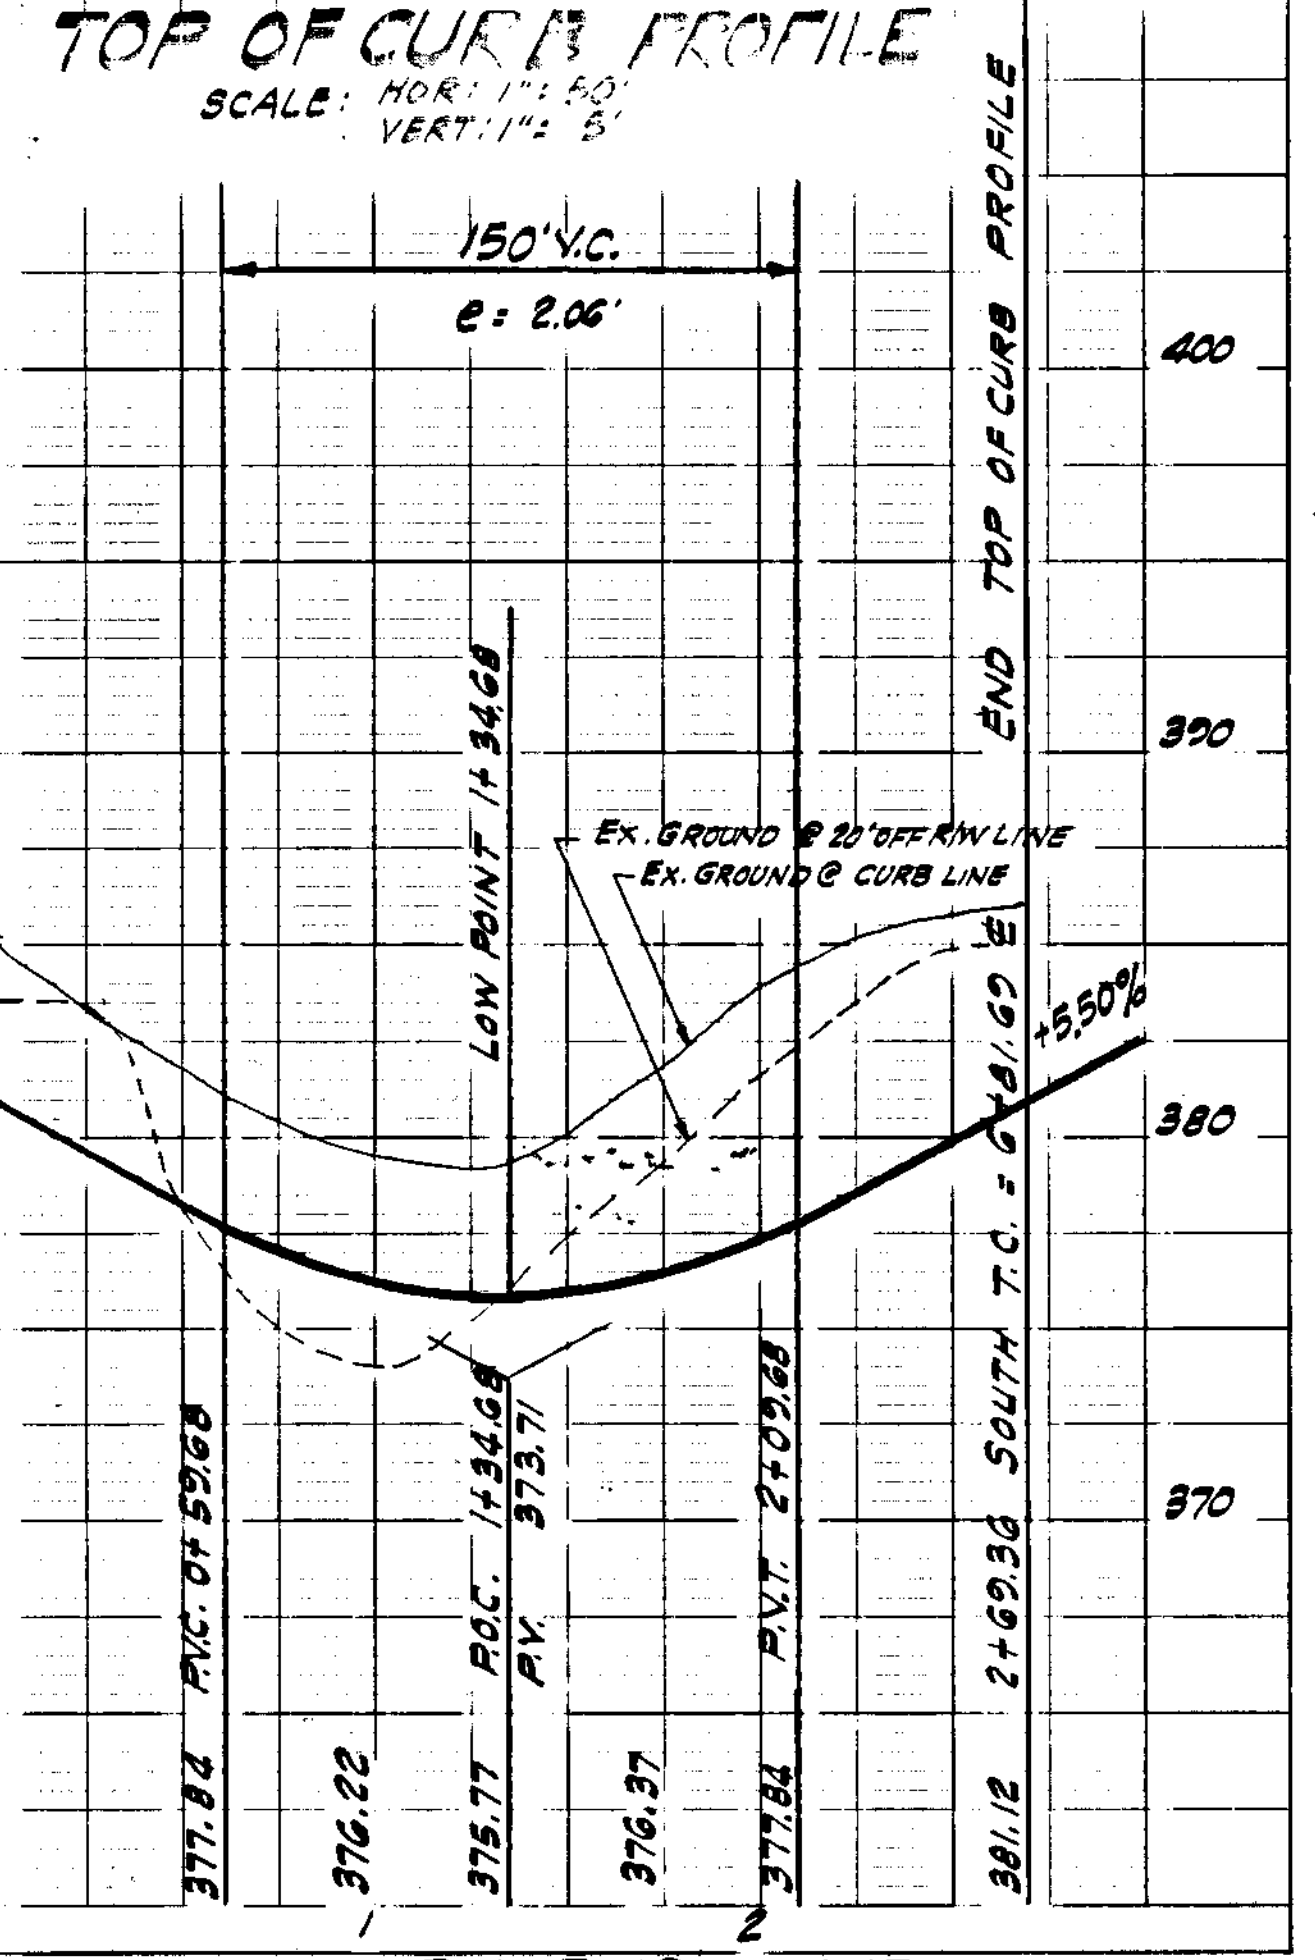 TOP OF CURB PROFILE
SCALE: HOR: 1": 50'
VERT: 1": 5'
150' V.C.
e = 2.06'
END TOP OF CURB PROFILE
400
390
380
370
LOW POINT 1+34.68
EX. GROUND @ 20' OFF R/W LINE
EX. GROUND @ CURB LINE
+5.50%
377.84 P.V.C. 0+59.68
376.22
375.77 P.O.C. 1+34.68
P.V. 373.71
376.37
377.84 P.V.T. 2+09.68
381.12 2+69.36 SOUTH T.C. = 6+81.69 ⅊
1
2